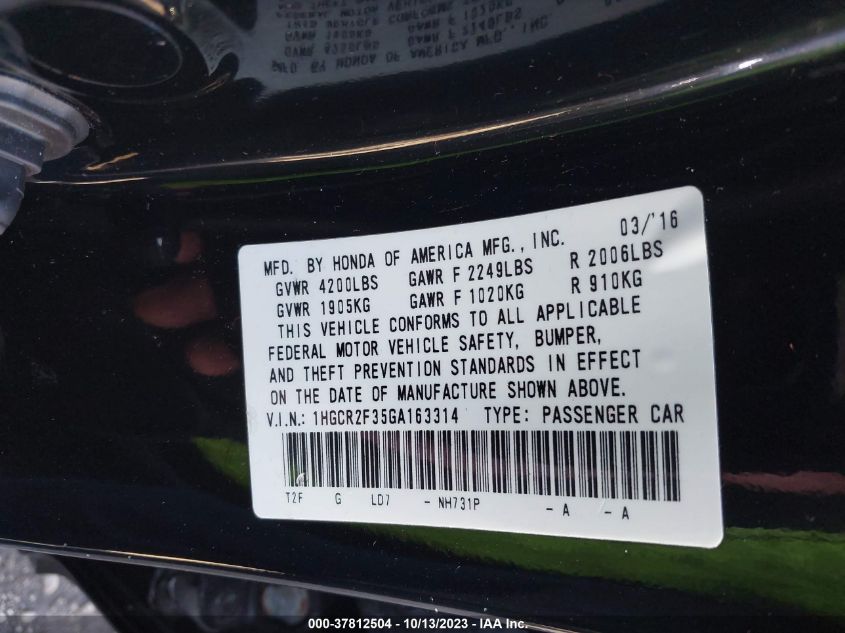 MFD. BY HONDA OF AMERICA MFG., INC. 03/'16
GVWR 4200LBS GAWR F 2249LBS R 2006LBS
GVWR 1905KG GAWR F 1020KG R 910KG
THIS VEHICLE CONFORMS TO ALL APPLICABLE
FEDERAL MOTOR VEHICLE SAFETY, BUMPER,
AND THEFT PREVENTION STANDARDS IN EFFECT
ON THE DATE OF MANUFACTURE SHOWN ABOVE.
V.I.N.: 1HGCR2F35GA163314 TYPE: PASSENGER CAR
T2F G LD7 - NH731P - A - A
000-37812504 - 10/13/2023 - IAA Inc.